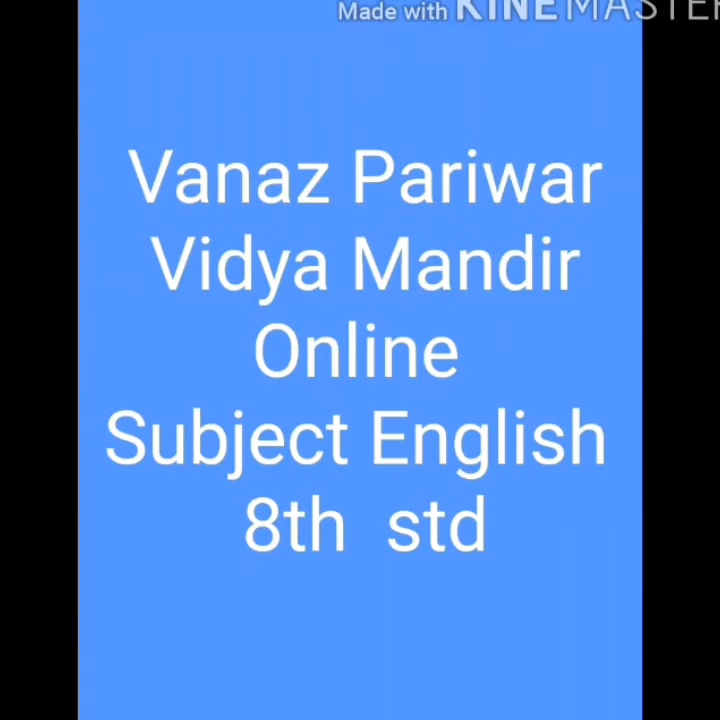 Made with KINEMASTER
Vanaz Pariwar
Vidya Mandir
Online
Subject English
8th std